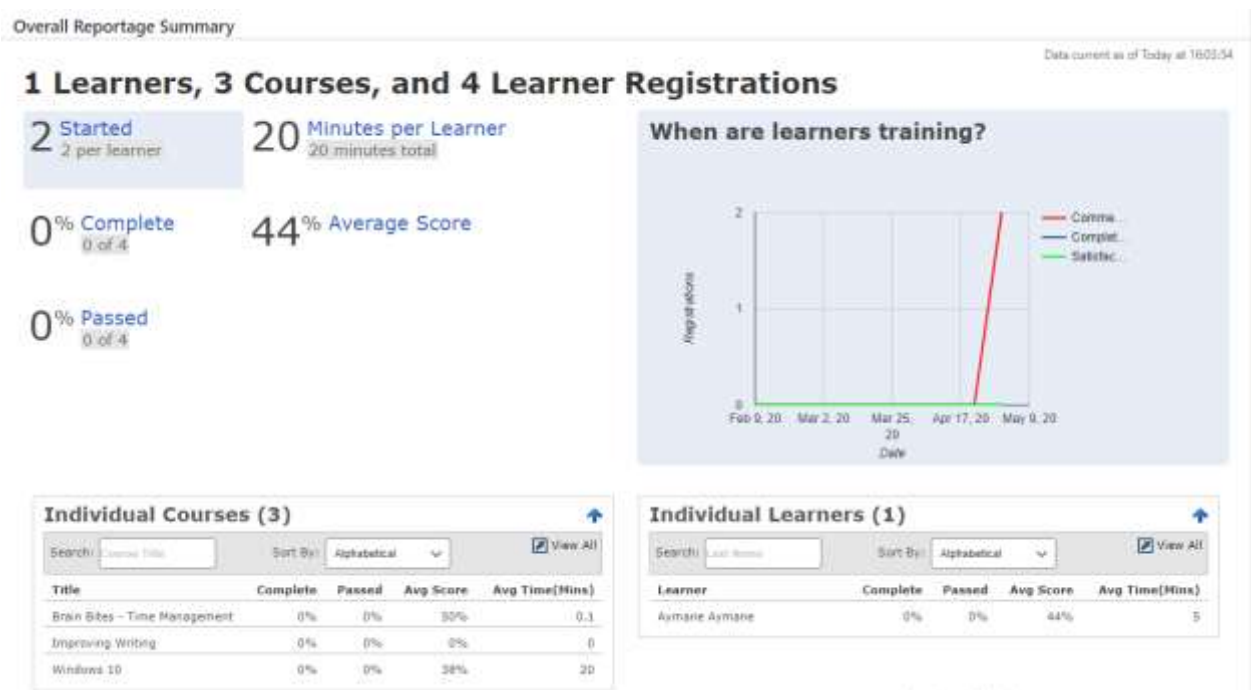 Overall Reportage Summary
Data current as of Today at 16:03:54
1 Learners, 3 Courses, and 4 Learner Registrations
2 Started
2 per learner
20 Minutes per Learner
20 minutes total
0% Complete
0 of 4
44% Average Score
0% Passed
0 of 4
When are learners training?
2
1
0
Registrations
Feb 9, 20
Mar 2, 20
Mar 25, 20
Apr 17, 20
May 9, 20
Date
Comme...
Complet...
Satisfac...
Individual Courses (3)
Search: Course Title Sort By: Alphabetical View All
Title Complete Passed Avg Score Avg Time(Mins)
Brain Bites - Time Management 0% 0% 50% 0.1
Improving Writing 0% 0% 0% 0
Windows 10 0% 0% 38% 20
Individual Learners (1)
Search: Last Name Sort By: Alphabetical View All
Learner Complete Passed Avg Score Avg Time(Mins)
Aymane Aymane 0% 0% 44% 5